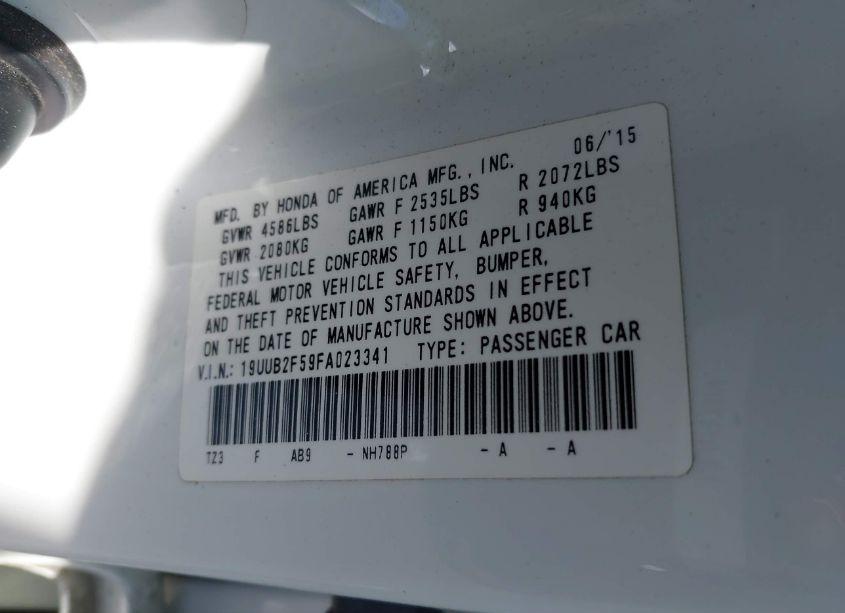 MFD. BY HONDA OF AMERICA MFG., INC. 06/'15
GVWR 4586LBS GAWR F 2535LBS R 2072LBS
GVWR 2080KG GAWR F 1150KG R 940KG
THIS VEHICLE CONFORMS TO ALL APPLICABLE
FEDERAL MOTOR VEHICLE SAFETY, BUMPER,
AND THEFT PREVENTION STANDARDS IN EFFECT
ON THE DATE OF MANUFACTURE SHOWN ABOVE.
V.I.N.: 19UUB2F59FA023341 TYPE: PASSENGER CAR
TZ3 F AB9 - NH788P - A - A